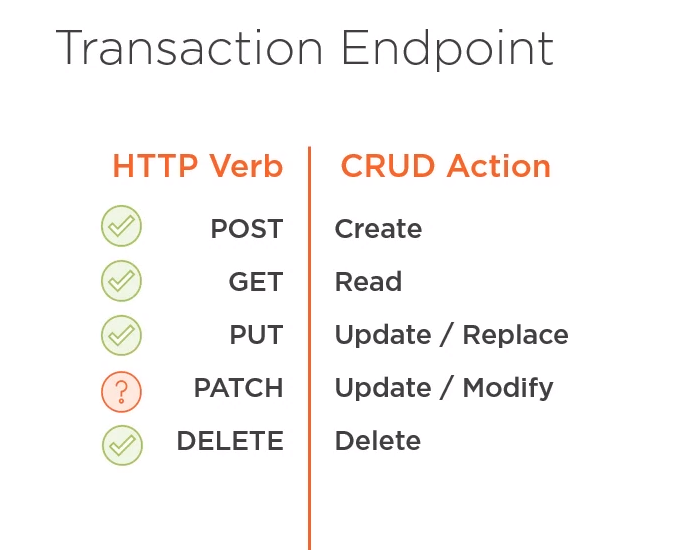 Transaction Endpoint
HTTP Verb CRUD Action
POST Create
GET Read
PUT Update / Replace
? PATCH Update / Modify
DELETE Delete